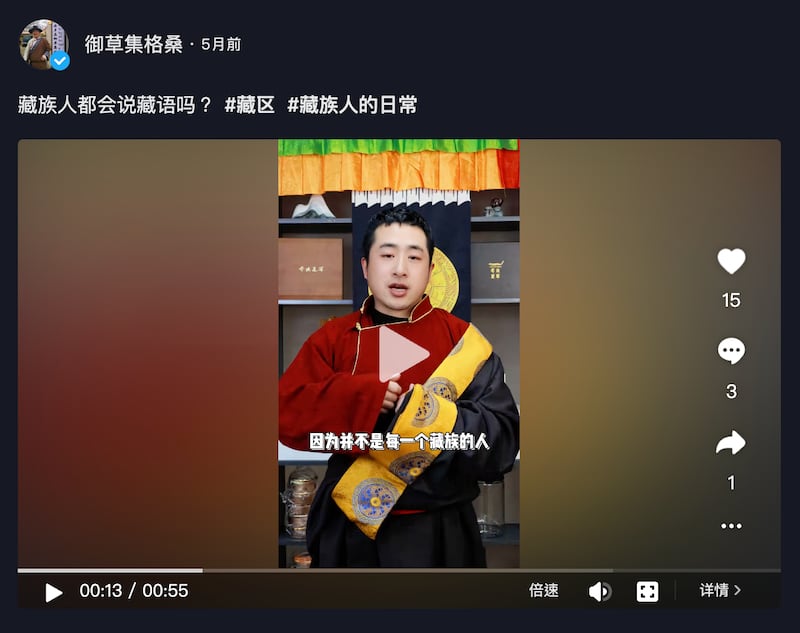 御草集格桑 · 5月前
藏族人都会说藏语吗？ #藏区 #藏族人的日常
15
3
因为并不是每一个藏族的人
1
00:13 / 00:55 倍速 详情